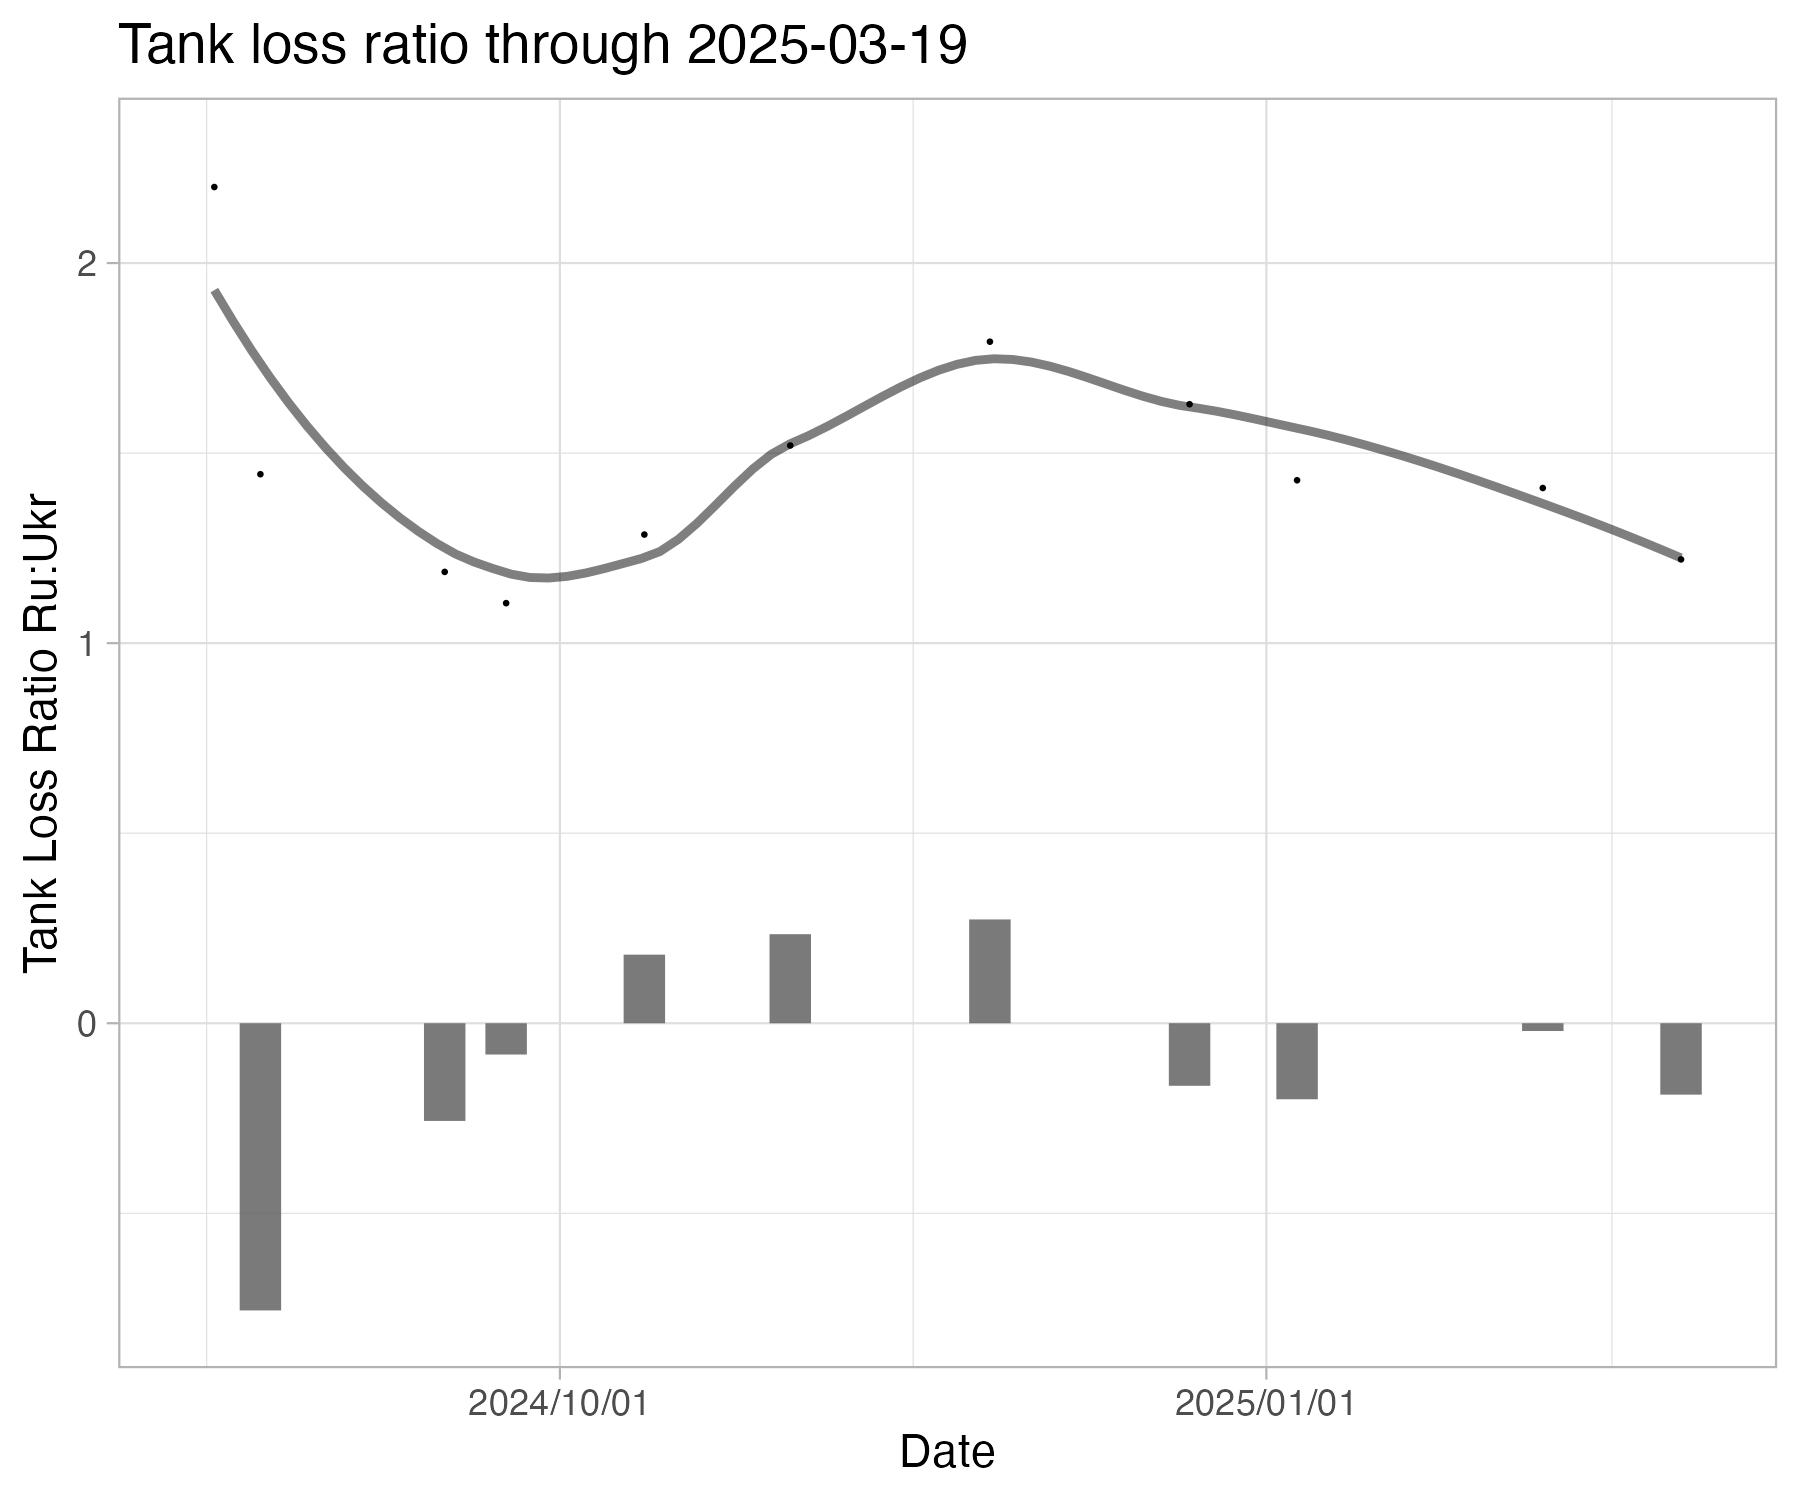 Tank loss ratio through 2025-03-19
Tank Loss Ratio Ru:Ukr
2
1
0
2024/10/01
2025/01/01
Date